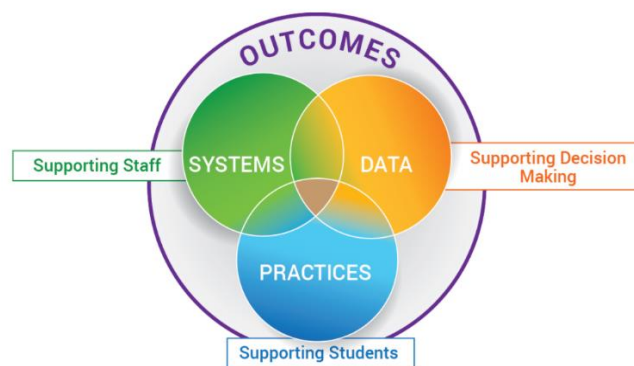 OUTCOMES
Supporting Staff
SYSTEMS
DATA
Supporting Decision
Making
PRACTICES
Supporting Students